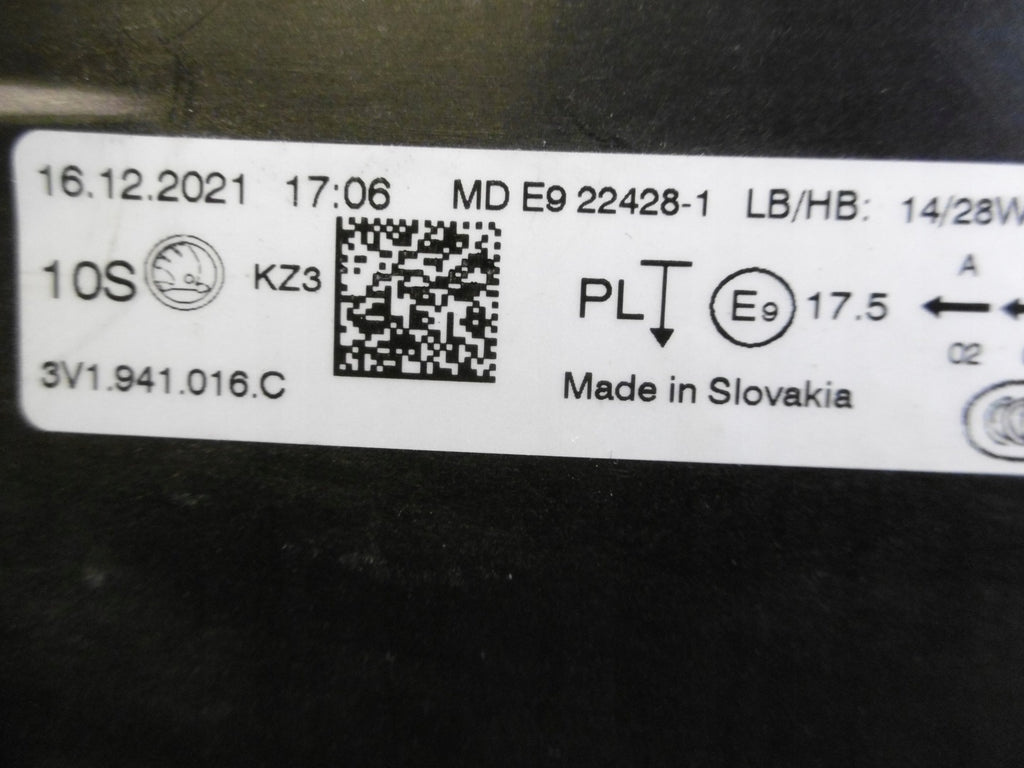 16.12.2021 17:06 MD E9 22428-1 LB/HB: 14/28W
10S KZ3 PL E9 17.5 A
02
3V1.941.016.C Made in Slovakia